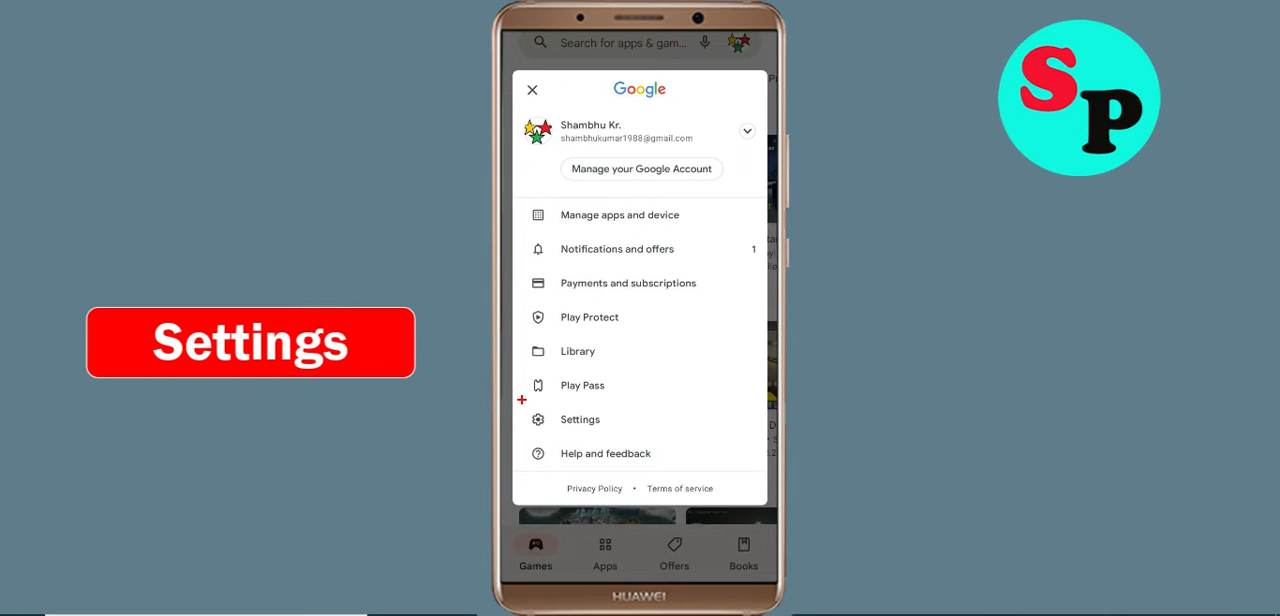 Search for apps & gam...
Google
Shambhu Kr.
shambhukumar1988@gmail.com
Manage your Google Account
Manage apps and device
Notifications and offers 1
Payments and subscriptions
Play Protect
Library
Play Pass
Settings
Help and feedback
Privacy Policy • Terms of service
Games Apps Offers Books
HUAWEI
Settings
SP